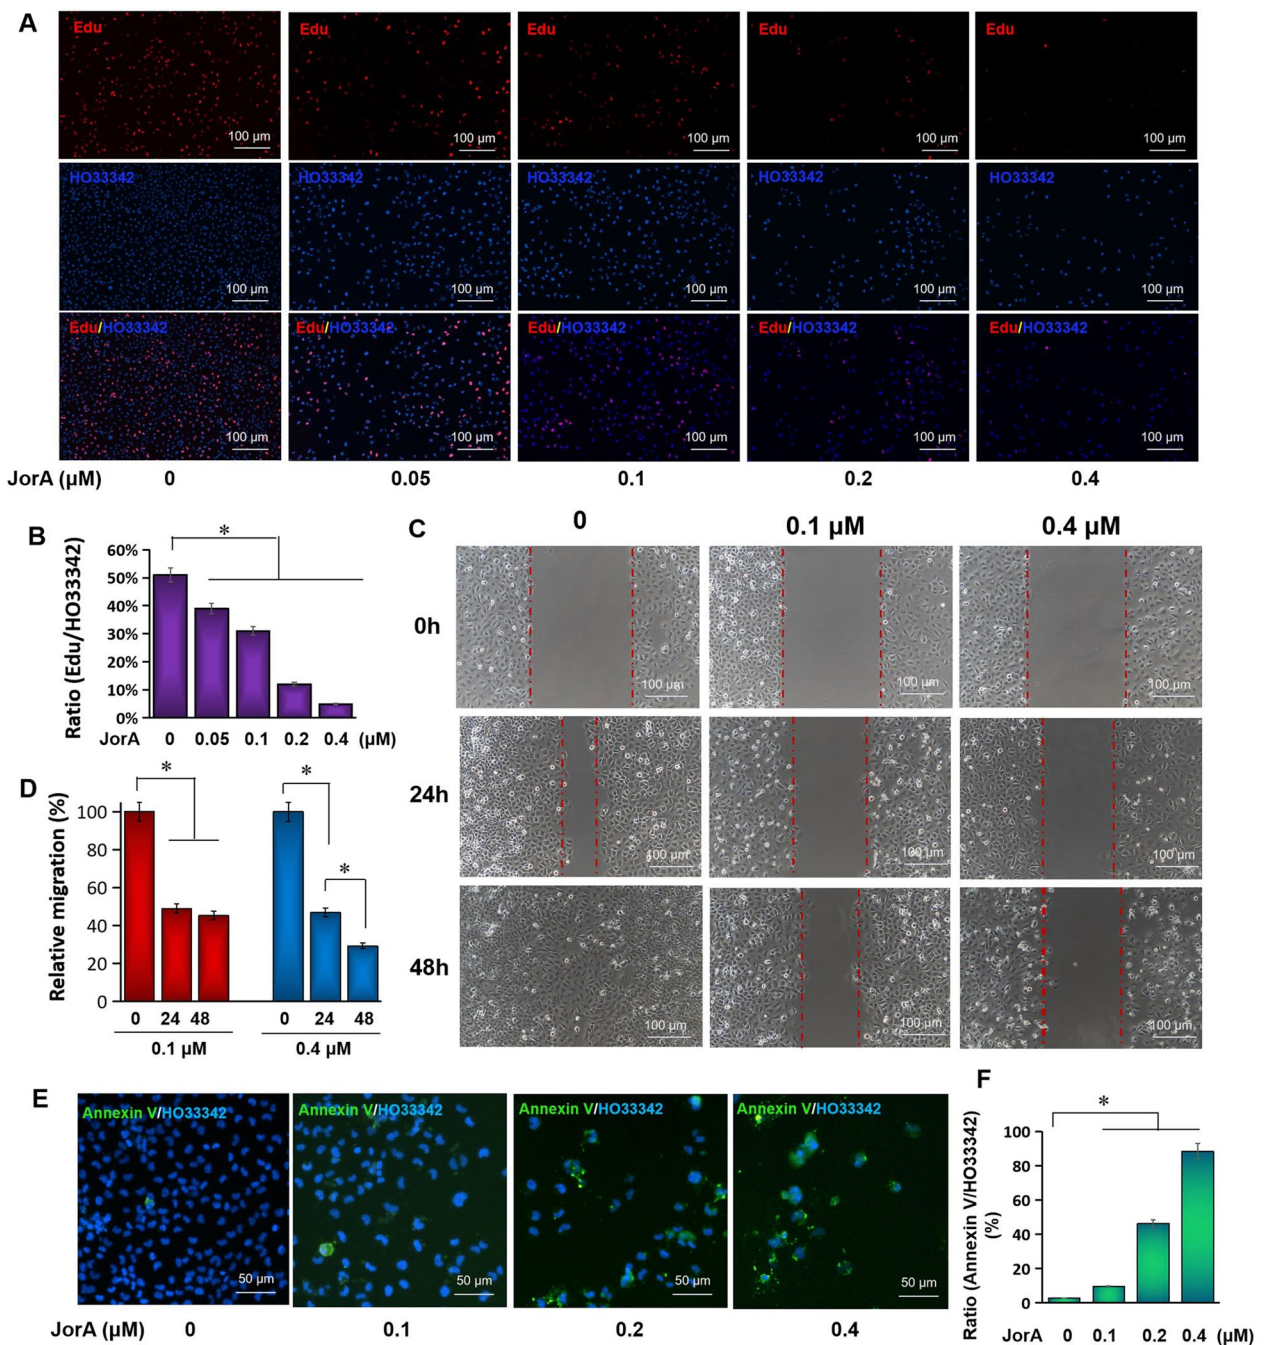 A
Edu Edu Edu Edu Edu
100 µm 100 µm 100 µm 100 µm 100 µm
HO33342 HO33342 HO33342 HO33342 HO33342
100 µm 100 µm 100 µm 100 µm 100 µm
Edu/HO33342 Edu/HO33342 Edu/HO33342 Edu/HO33342 Edu/HO33342
100 µm 100 µm 100 µm 100 µm 100 µm
JorA (µM) 0 0.05 0.1 0.2 0.4
B
Ratio (Edu/HO33342)
*
60%
50%
40%
30%
20%
10%
0%
JorA 0 0.05 0.1 0.2 0.4 (µM)
C
0 0.1 µM 0.4 µM
0h
100 µm 100 µm 100 µm
24h
100 µm 100 µm 100 µm
48h
100 µm 100 µm 100 µm
D
Relative migration (%)
* * *
100
80
60
40
20
0
0 24 48 0 24 48
0.1 µM 0.4 µM
E
Annexin V/HO33342 Annexin V/HO33342 Annexin V/HO33342 Annexin V/HO33342
50 µm 50 µm 50 µm 50 µm
JorA (µM) 0 0.1 0.2 0.4
F
Ratio (Annexin V/HO33342)
(%)
*
100
80
60
40
20
0
JorA 0 0.1 0.2 0.4 (µM)